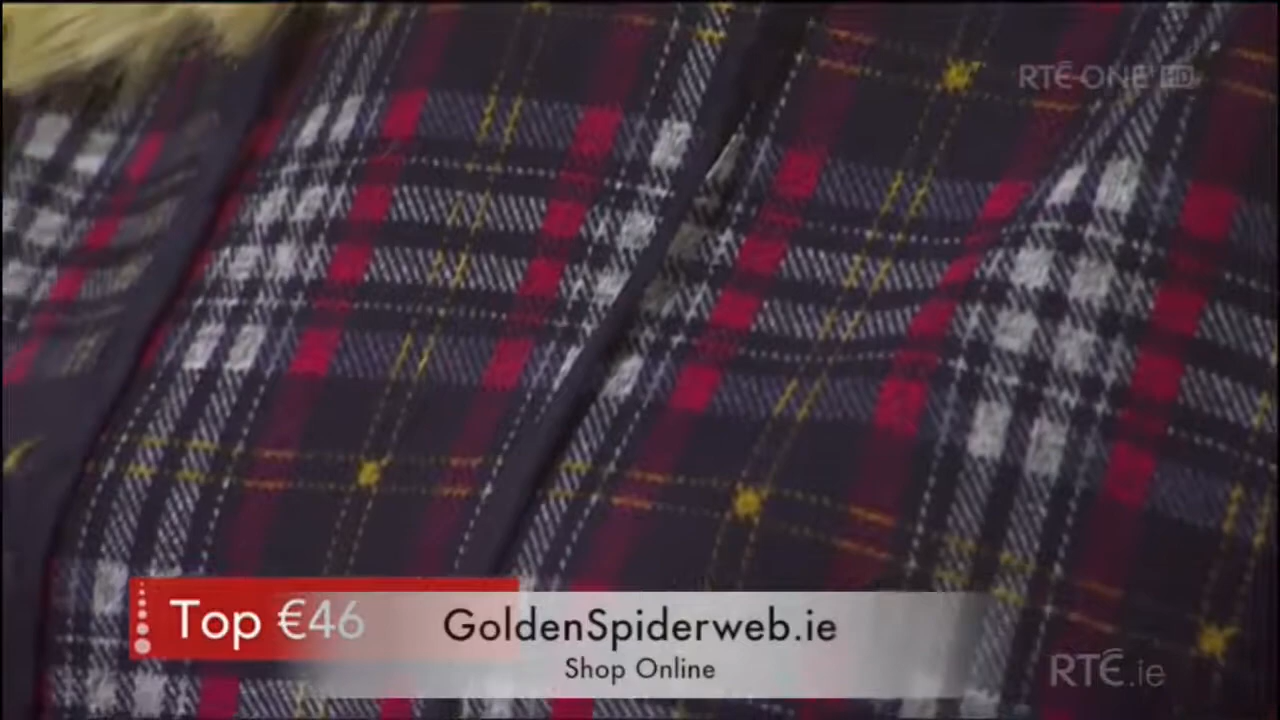 RTÉ ONE HD
Top €46
GoldenSpiderweb.ie
Shop Online
RTÉ.ie